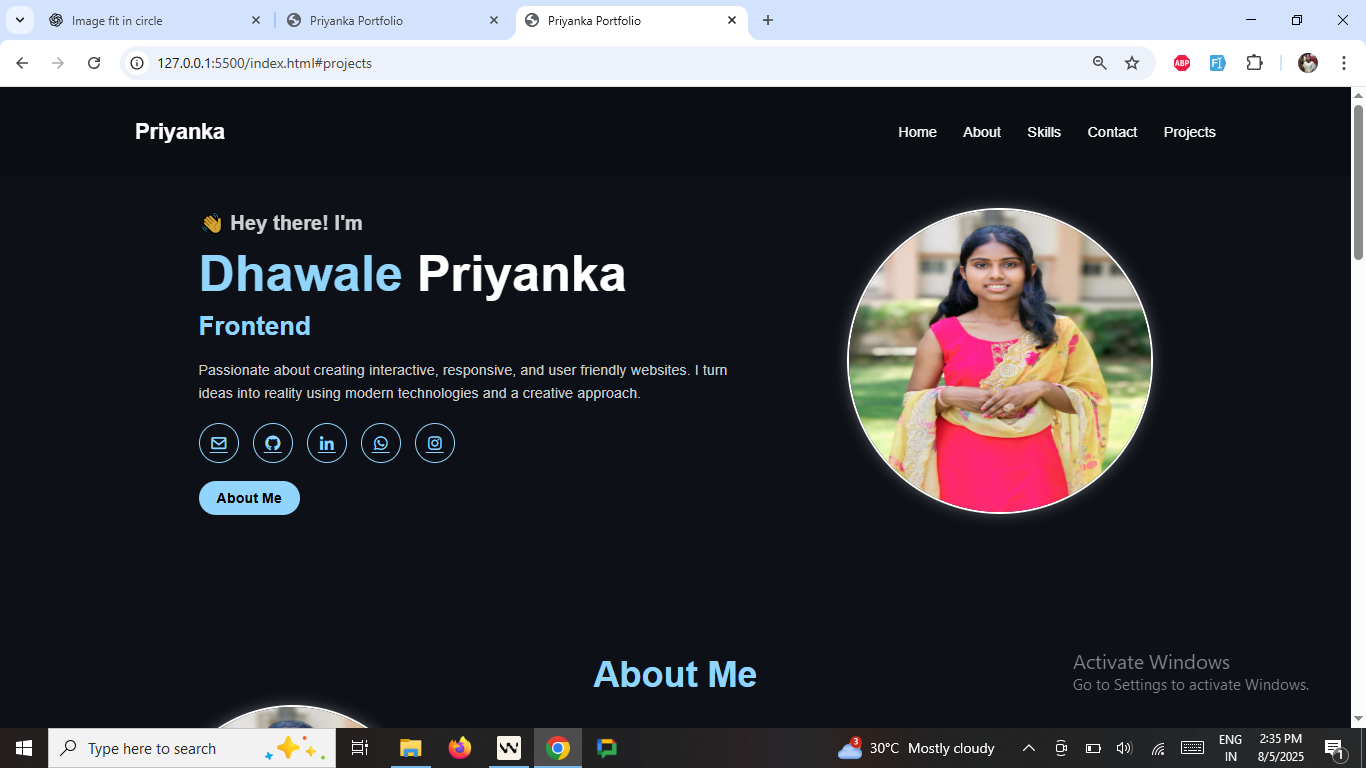 Image fit in circle
Priyanka Portfolio
Priyanka Portfolio
127.0.0.1:5500/index.html#projects
ABP
Priyanka
Home About Skills Contact Projects
👋 Hey there! I'm
Dhawale Priyanka
Frontend
Passionate about creating interactive, responsive, and user friendly websites. I turn
ideas into reality using modern technologies and a creative approach.
About Me
About Me
Activate Windows
Go to Settings to activate Windows.
Type here to search
3
30°C Mostly cloudy
ENG
IN
2:35 PM
8/5/2025
1